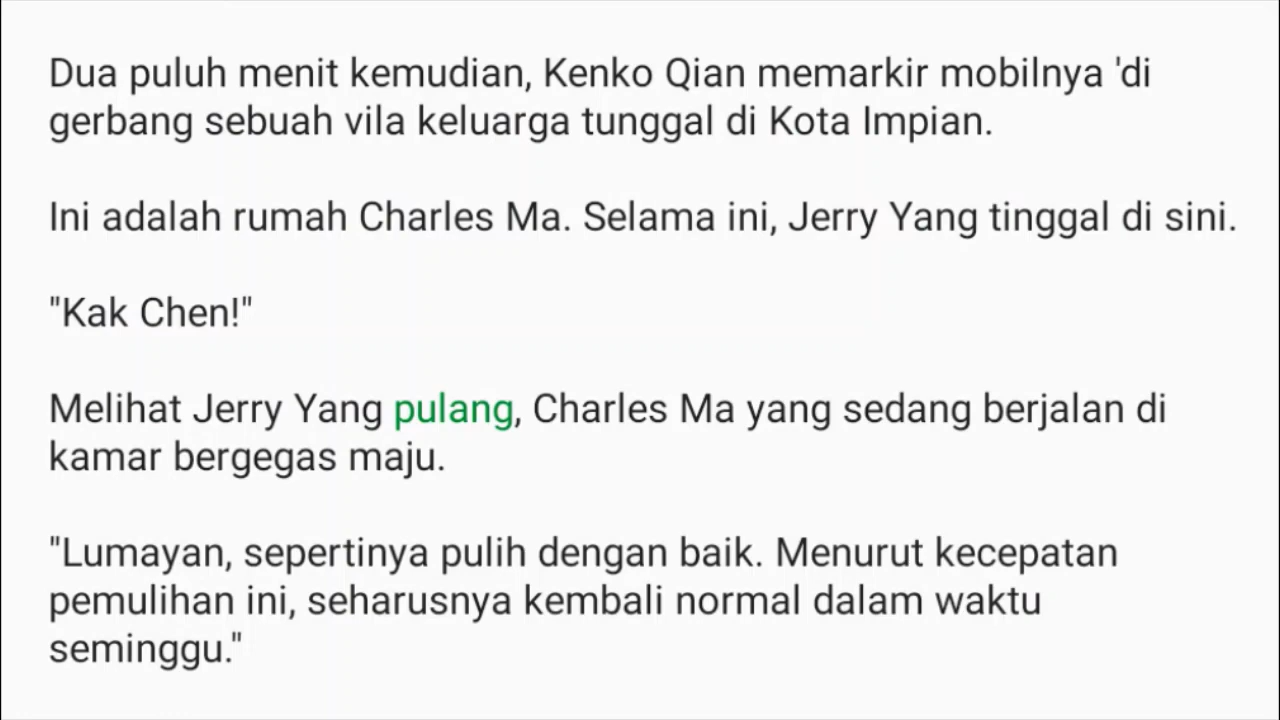 Dua puluh menit kemudian, Kenko Qian memarkir mobilnya 'di
gerbang sebuah vila keluarga tunggal di Kota Impian.
Ini adalah rumah Charles Ma. Selama ini, Jerry Yang tinggal di sini.
"Kak Chen!"
Melihat Jerry Yang pulang, Charles Ma yang sedang berjalan di
kamar bergegas maju.
"Lumayan, sepertinya pulih dengan baik. Menurut kecepatan
pemulihan ini, seharusnya kembali normal dalam waktu
seminggu."